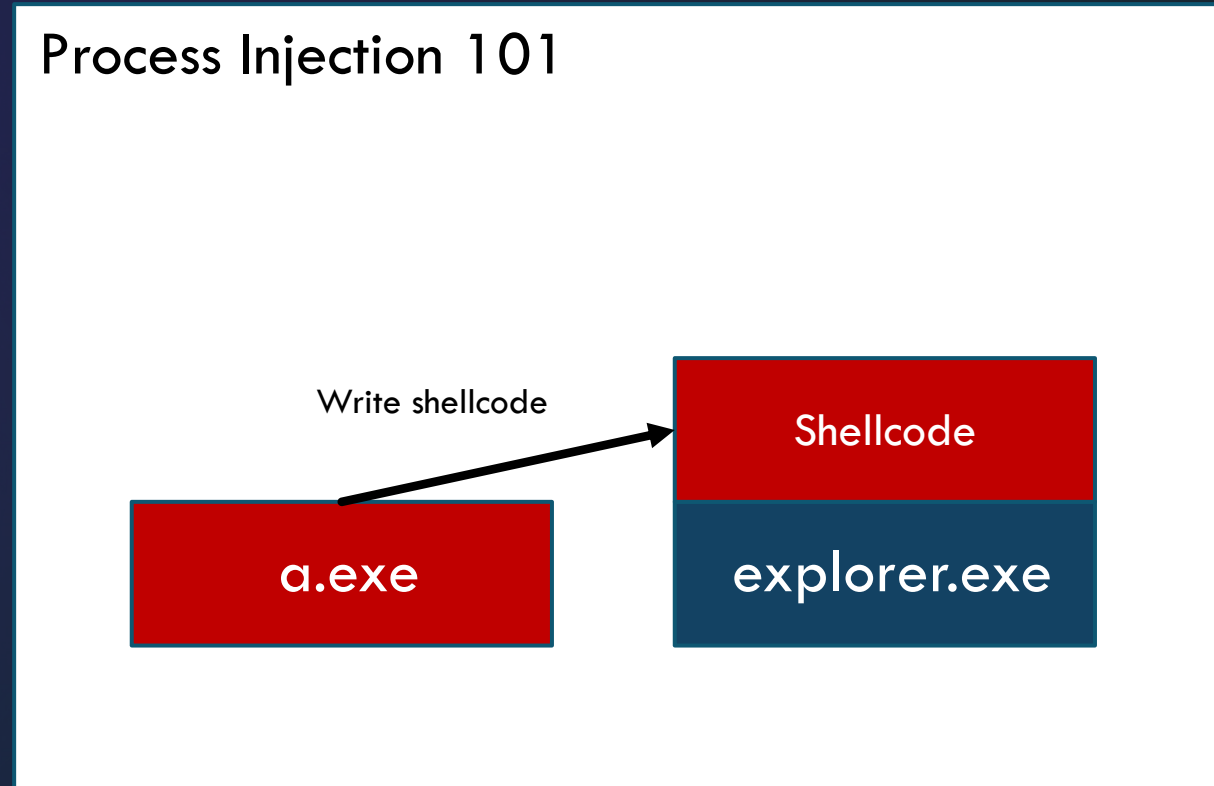 Process Injection 101
Write shellcode
Shellcode
a.exe
explorer.exe